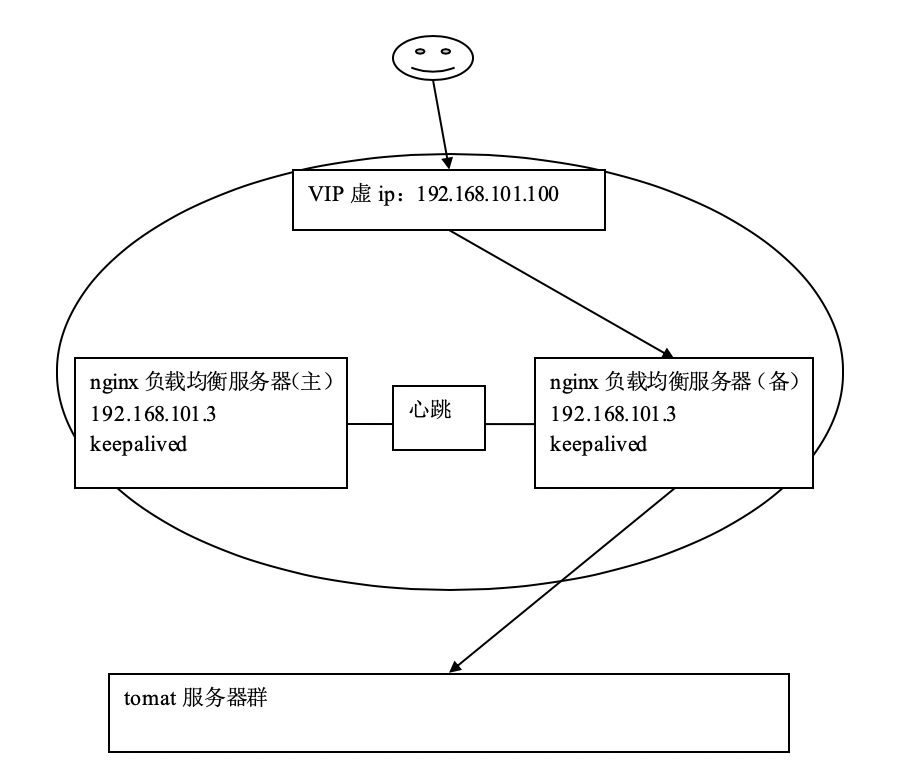 VIP 虚 ip：192.168.101.100
nginx 负载均衡服务器（主）
192.168.101.3
keepalived
心跳
nginx 负载均衡服务器（备）
192.168.101.3
keepalived
tomat 服务器群